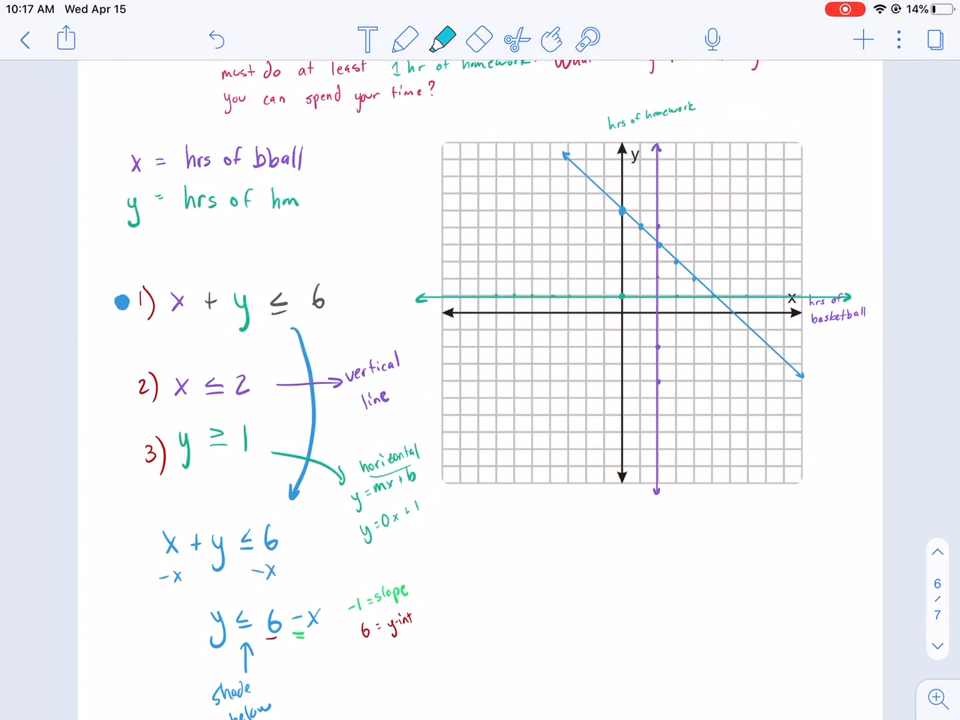 10:17 AM Wed Apr 15
14%
T
must do at least 1 hr of homework.
you can spend your time?
x = hrs of bball
y = hrs of hm
1) x + y ≤ 6
2) x ≤ 2
vertical
line
3) y ≥ 1
horizontal
y = mx + b
y = 0x + 1
x + y ≤ 6
-x -x
y ≤ 6 -x
-1 = slope
6 = y-int
shade
below
hrs of homework
y
x
hrs of
basketball
6
/
7